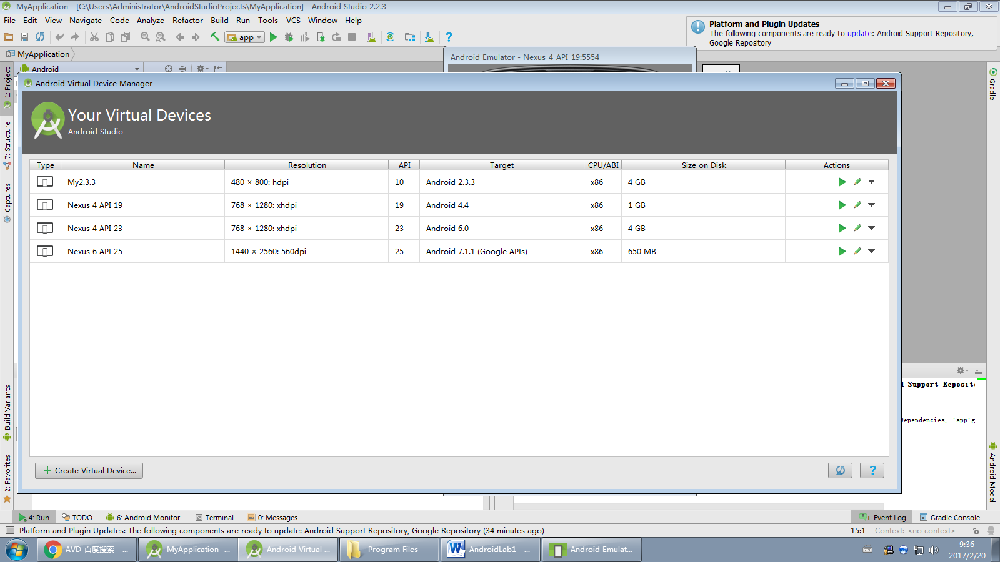 MyApplication - [C:\Users\Administrator\AndroidStudioProjects\MyApplication] - Android Studio 2.2.3
File Edit View Navigate Code Analyze Refactor Build Run Tools VCS Window Help
Platform and Plugin Updates
The following components are ready to update: Android Support Repository,
Google Repository
app
MyApplication
Android Emulator - Nexus_4_API_19:5554
Android
1: Project
7: Structure
Captures
Build Variants
2: Favorites
Gradle
Android Model
Android Virtual Device Manager
Your Virtual Devices
Android Studio
Type Name Resolution API Target CPU/ABI Size on Disk Actions
My2.3.3 480 × 800: hdpi 10 Android 2.3.3 x86 4 GB
Nexus 4 API 19 768 × 1280: xhdpi 19 Android 4.4 x86 1 GB
Nexus 4 API 23 768 × 1280: xhdpi 23 Android 6.0 x86 4 GB
Nexus 6 API 25 1440 × 2560: 560dpi 25 Android 7.1.1 (Google APIs) x86 650 MB
Support Reposit
ependencies, :app:g
Create Virtual Device...
?
4: Run TODO 6: Android Monitor Terminal 0: Messages 1 Event Log Gradle Console
Platform and Plugin Updates: The following components are ready to update: Android Support Repository, Google Repository (34 minutes ago) 15:1 Context: <no context>
AVD_百度搜索 - ... MyApplication -... Android Virtual ... Program Files AndroidLab1 - ... Android Emulat...
9:36
2017/2/20